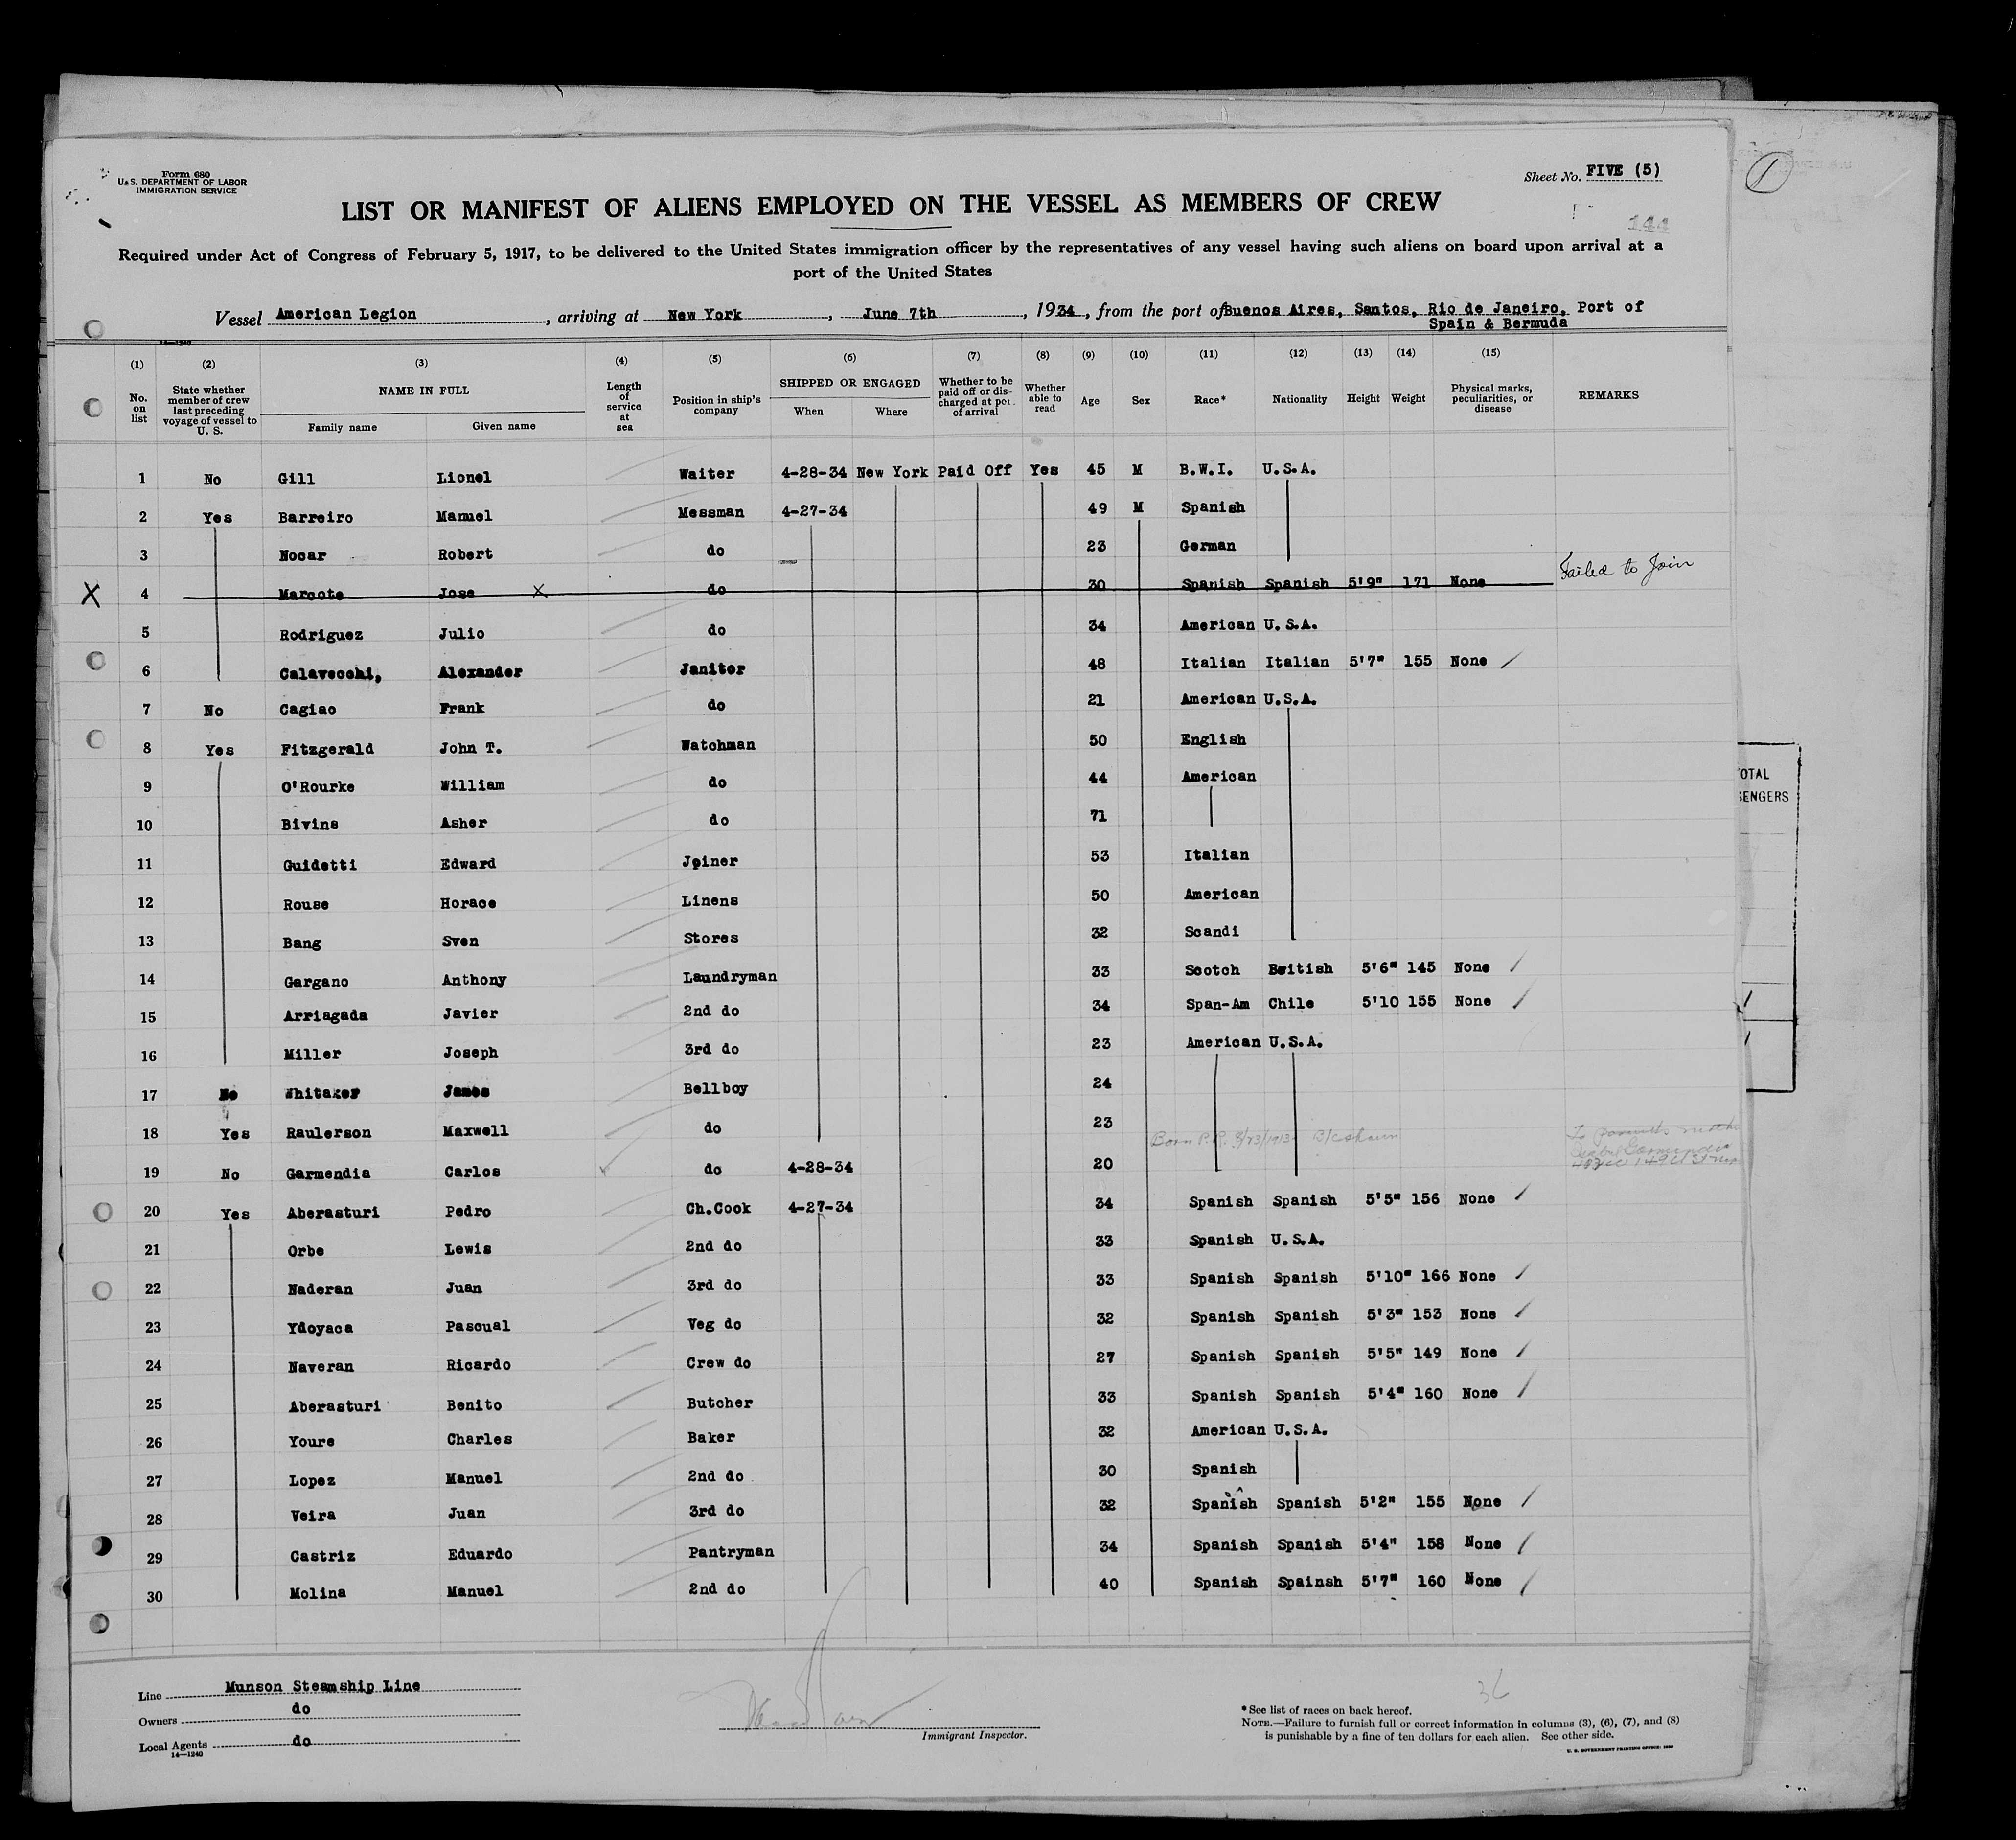 Form 680
U. S. DEPARTMENT OF LABOR
IMMIGRATION SERVICE
Sheet No. FIVE (5)
LIST OR MANIFEST OF ALIENS EMPLOYED ON THE VESSEL AS MEMBERS OF CREW
144
1
Required under Act of Congress of February 5, 1917, to be delivered to the United States immigration officer by the representatives of any vessel having such aliens on board upon arrival at a
port of the United States
Vessel American Legion, arriving at New York, June 7th, 1934, from the port of Buenos Aires, Santos, Rio de Janeiro, Port of
Spain & Bermuda
14—1240
(1) (2) (3) (4) (5) (6) (7) (8) (9) (10) (11) (12) (13) (14) (15)
No. on list
State whether member of crew last preceding voyage of vessel to U. S.
NAME IN FULL
Family name
Given name
Length of service at sea
Position in ship's company
SHIPPED OR ENGAGED
When
Where
Whether to be paid off or discharged at port of arrival
Whether able to read
Age
Sex
Race*
Nationality
Height
Weight
Physical marks, peculiarities, or disease
REMARKS
1 No Gill Lionel Waiter 4-28-34 New York Paid Off Yes 45 M B.W.I. U.S.A.
2 Yes Barreiro Manuel Messman 4-27-34 49 M Spanish
3 Nocar Robert do 23 German
X 4 Marcote Jose X do 30 Spanish Spanish 5'9" 171 None Failed to Join
5 Rodriguez Julio do 34 American U.S.A.
6 Calavecchi, Alexander Janitor 48 Italian Italian 5'7" 155 None
7 No Cagiao Frank do 21 American U.S.A.
8 Yes Fitzgerald John T. Watchman 50 English
9 O'Rourke William do 44 American
10 Bivins Asher do 71
11 Guidetti Edward Joiner 53 Italian
12 Rouse Horace Linens 50 American
13 Bang Sven Stores 32 Scandi
14 Gargano Anthony Laundryman 33 Scotch British 5'6" 145 None
15 Arriagada Javier 2nd do 34 Span-Am Chile 5'10 155 None
16 Miller Joseph 3rd do 23 American U.S.A.
17 No Whitaker James Bellboy 24
18 Yes Raulerson Maxwell do 23
Born P.R.
19 No Garmendia Carlos do 4-28-34 20
20 Yes Aberasturi Pedro Ch.Cook 4-27-34 34 Spanish Spanish 5'5" 156 None
21 Orbe Lewis 2nd do 33 Spanish U.S.A.
22 Naderan Juan 3rd do 33 Spanish Spanish 5'10" 166 None
23 Ydoyaca Pascual Veg do 32 Spanish Spanish 5'3" 153 None
24 Naveran Ricardo Crew do 27 Spanish Spanish 5'5" 149 None
25 Aberasturi Benito Butcher 33 Spanish Spanish 5'4" 160 None
26 Youre Charles Baker 32 American U.S.A.
27 Lopez Manuel 2nd do 30 Spanish
28 Veira Juan 3rd do 32 Spanish Spanish 5'2" 155 None
29 Castriz Eduardo Pantryman 34 Spanish Spanish 5'4" 158 None
30 Molina Manuel 2nd do 40 Spanish Spainsh 5'7" 160 None
OTAL
SENGERS
Line Munson Steamship Line
Owners do
Local Agents do
14—1240
Immigrant Inspector.
36
*See list of races on back hereof.
NOTE.—Failure to furnish full or correct information in columns (3), (6), (7), and (8)
is punishable by a fine of ten dollars for each alien. See other side.
U. S. GOVERNMENT PRINTING OFFICE: 1930